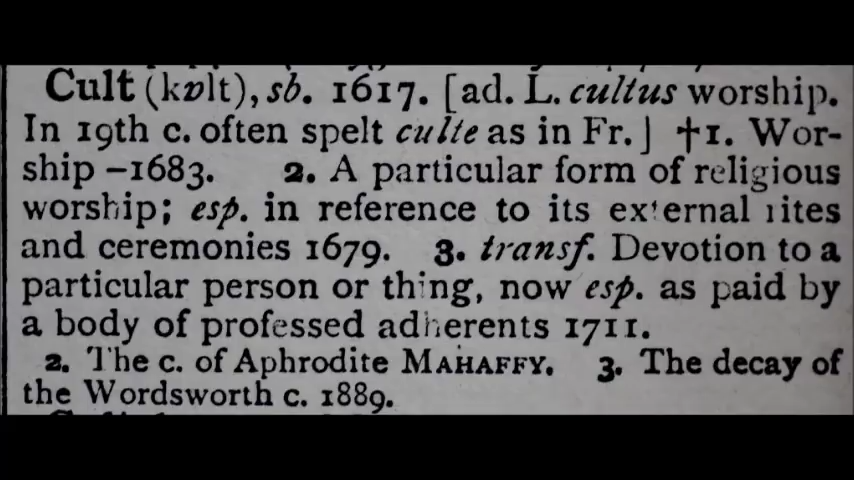 Cult (kɒlt), sb. 1617. [ad. L. cultus worship.
In 19th c. often spelt culte as in Fr.] †1. Wor-
ship –1683. 2. A particular form of religious
worship; esp. in reference to its external rites
and ceremonies 1679. 3. transf. Devotion to a
particular person or thing, now esp. as paid by
a body of professed adherents 1711.
2. The c. of Aphrodite MAHAFFY. 3. The decay of
the Wordsworth c. 1889.